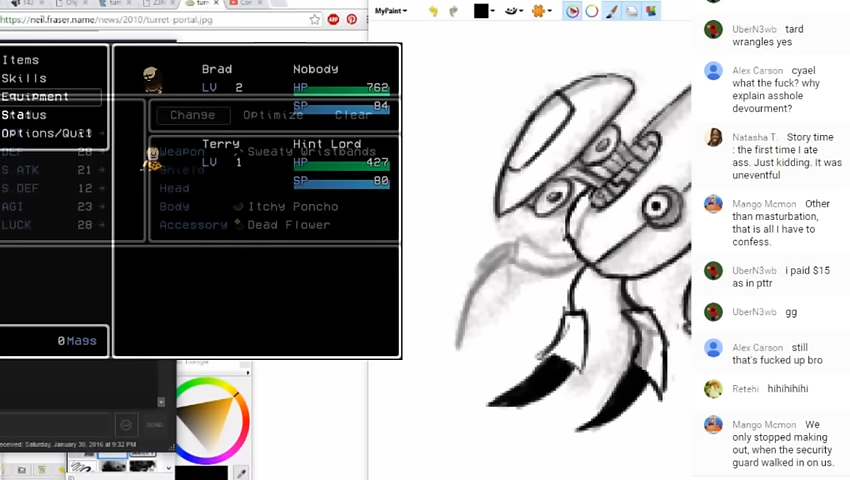 https://neil.fraser.name/news/2010/turret-portal.jpg
MyPaint
Items
Skills
Equipment
Status
Options/Quit
Brad
Nobody
LV 2
HP 762
SP 84
Change Optimize Clear
Terry
Hint Lord
LV 1
HP 427
SP 80
Weapon Sweaty Wristbands
Shield
Head
Body Itchy Poncho
Accessory Dead Flower
DEF 28
S.ATK 21
S.DEF 12
AGI 23
LUCK 28
0Mags
SEND
eceived: Saturday, January 30, 2016 at 9:32 PM
UberN3wb tard
wrangles yes
Alex Carson cyael
what the fuck? why
explain asshole
devourment?
Natasha T. Story time
: the first time I ate
ass. Just kidding. It was
uneventful
Mango Mcmon Other
than masturbation,
that is all I have to
confess.
UberN3wb i paid $15
as in pttr
UberN3wb gg
Alex Carson still
that's fucked up bro
Retehi hihihihihi
Mango Mcmon We
only stopped making
out, when the security
guard walked in on us.